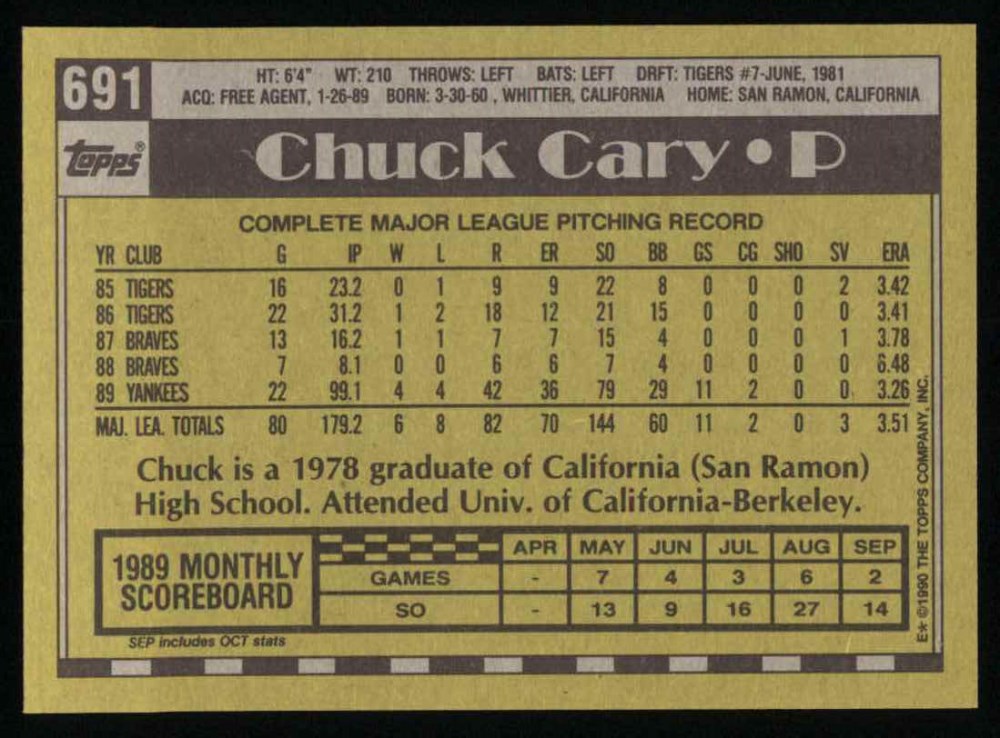 691
HT: 6'4" WT: 210 THROWS: LEFT BATS: LEFT DRFT: TIGERS #7-JUNE, 1981
ACQ: FREE AGENT, 1-26-89 BORN: 3-30-60 , WHITTIER, CALIFORNIA HOME: SAN RAMON, CALIFORNIA
topps®
Chuck Cary • P
COMPLETE MAJOR LEAGUE PITCHING RECORD
YR CLUB G IP W L R ER SO BB GS CG SHO SV ERA
85 TIGERS 16 23.2 0 1 9 9 22 8 0 0 0 2 3.42
86 TIGERS 22 31.2 1 2 18 12 21 15 0 0 0 0 3.41
87 BRAVES 13 16.2 1 1 7 7 15 4 0 0 0 1 3.78
88 BRAVES 7 8.1 0 0 6 6 7 4 0 0 0 0 6.48
89 YANKEES 22 99.1 4 4 42 36 79 29 11 2 0 0 3.26
MAJ. LEA. TOTALS 80 179.2 6 8 82 70 144 60 11 2 0 3 3.51
Chuck is a 1978 graduate of California (San Ramon)
High School. Attended Univ. of California-Berkeley.
1989 MONTHLY
SCOREBOARD
APR MAY JUN JUL AUG SEP
GAMES - 7 4 3 6 2
SO - 13 9 16 27 14
SEP includes OCT stats
E* ©1990 THE TOPPS COMPANY, INC.